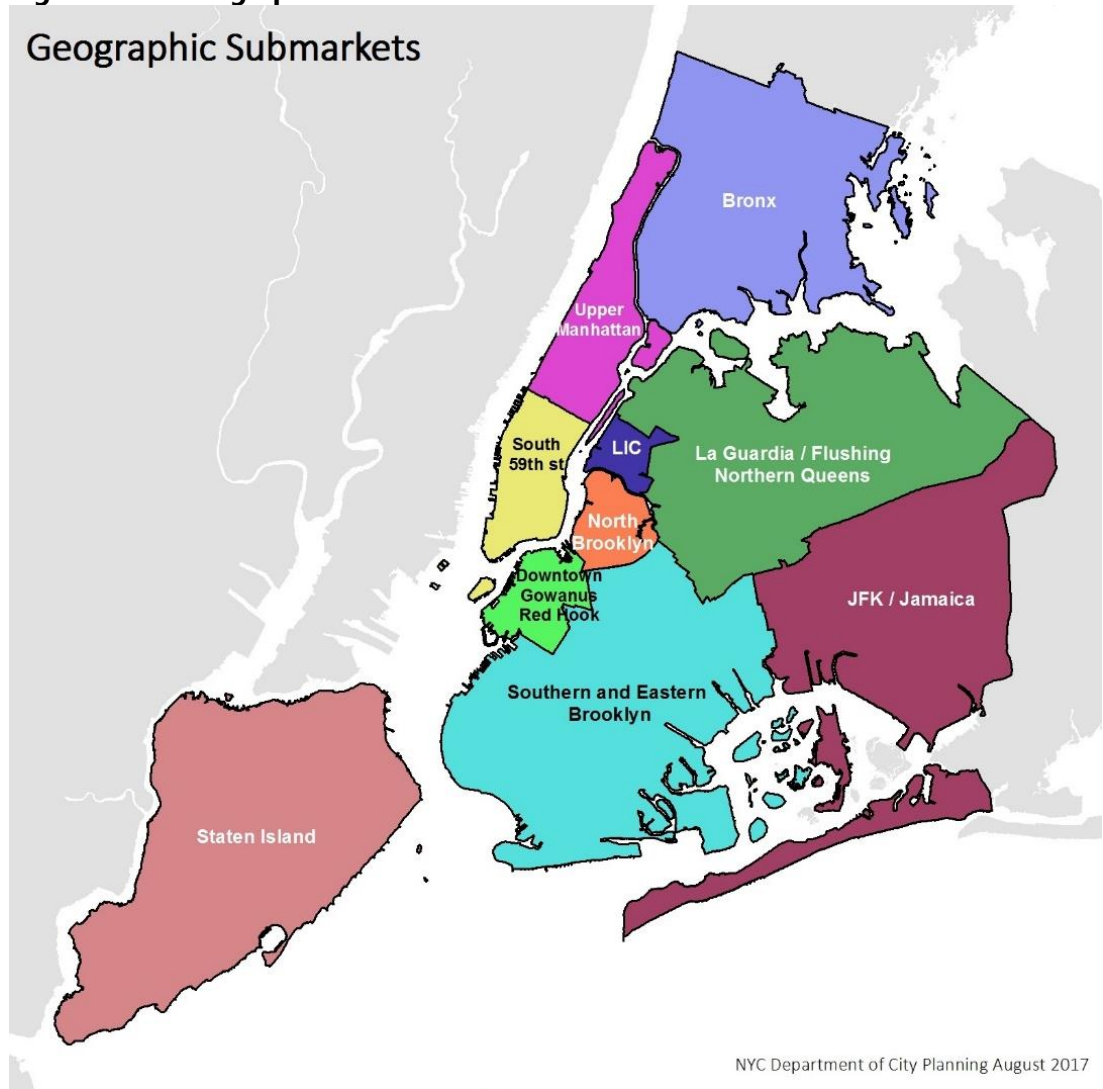 Geographic Submarkets
Bronx
Upper
Manhattan
South
59th st
LIC
La Guardia / Flushing
Northern Queens
North
Brooklyn
Downtown
Gowanus
Red Hook
JFK / Jamaica
Southern and Eastern
Brooklyn
Staten Island
NYC Department of City Planning August 2017